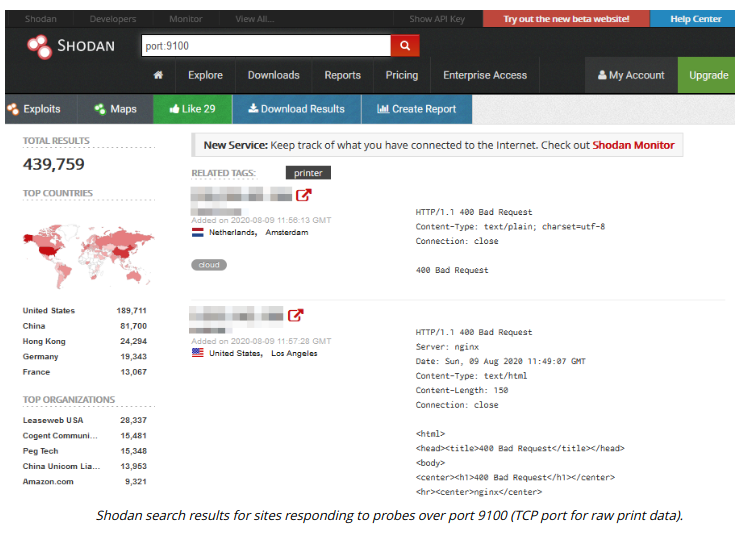 Shodan Developers Monitor View All... Show API Key Try out the new beta website! Help Center
SHODAN port:9100
Explore Downloads Reports Pricing Enterprise Access My Account Upgrade
Exploits Maps Like 29 Download Results Create Report
TOTAL RESULTS
439,759
TOP COUNTRIES
United States 189,711
China 81,700
Hong Kong 24,294
Germany 19,343
France 13,067
TOP ORGANIZATIONS
Leaseweb USA 28,337
Cogent Communi... 15,481
Peg Tech 15,348
China Unicom Lia... 13,953
Amazon.com 9,321
New Service: Keep track of what you have connected to the Internet. Check out Shodan Monitor
RELATED TAGS: printer
Added on 2020-08-09 11:56:13 GMT
Netherlands, Amsterdam
cloud
HTTP/1.1 400 Bad Request
Content-Type: text/plain; charset=utf-8
Connection: close
400 Bad Request
Added on 2020-08-09 11:57:28 GMT
United States, Los Angeles
HTTP/1.1 400 Bad Request
Server: nginx
Date: Sun, 09 Aug 2020 11:49:07 GMT
Content-Type: text/html
Content-Length: 150
Connection: close
<html>
<head><title>400 Bad Request</title></head>
<body>
<center><h1>400 Bad Request</h1></center>
<hr><center>nginx</center>
Shodan search results for sites responding to probes over port 9100 (TCP port for raw print data).